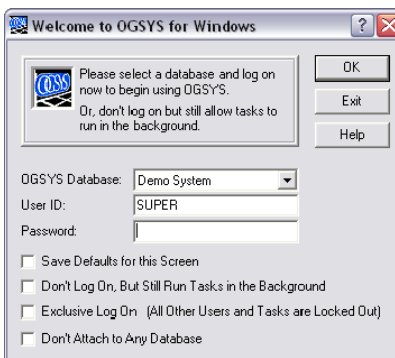 Welcome to OGSYS for Windows
OGSYS
Please select a database and log on
now to begin using OGSYS.
Or, don't log on but still allow tasks to
run in the background.
OK
Exit
Help
OGSYS Database: Demo System
User ID: SUPER
Password:
Save Defaults for this Screen
Don't Log On, But Still Run Tasks in the Background
Exclusive Log On (All Other Users and Tasks are Locked Out)
Don't Attach to Any Database